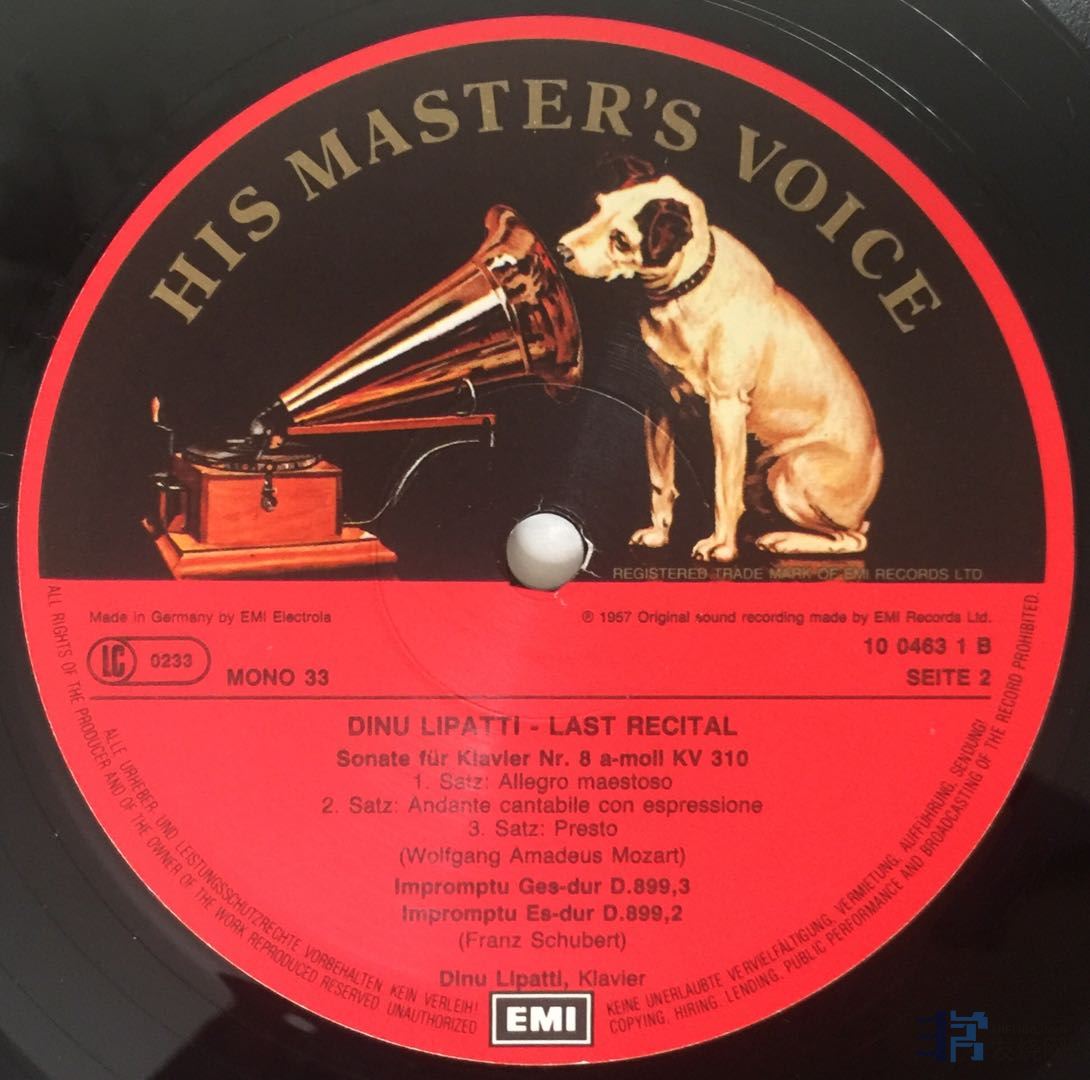 HIS MASTER'S VOICE
REGISTERED TRADE MARK OF EMI RECORDS LTD
Made in Germany by EMI Electrola
℗ 1957 Original sound recording made by EMI Records Ltd.
LC 0233
MONO 33
10 0463 1 B
SEITE 2
DINU LIPATTI - LAST RECITAL
Sonate für Klavier Nr. 8 a-moll KV 310
1. Satz: Allegro maestoso
2. Satz: Andante cantabile con espressione
3. Satz: Presto
(Wolfgang Amadeus Mozart)
Impromptu Ges-dur D.899,3
Impromptu Es-dur D.899,2
(Franz Schubert)
Dinu Lipatti, Klavier
EMI
ALLE URHEBER, UND LEISTUNGSSCHUTZRECHTE VORBEHALTEN KEIN VERLEIH!
KEINE UNERLAUBTE VERVIELFÄLTIGUNG, VERMIETUNG, AUFFÜHRUNG, SENDUNG!
ALL RIGHTS OF THE PRODUCER AND OF THE OWNER OF THE WORK REPRODUCED RESERVED UNAUTHORIZED
COPYING, HIRING, LENDING, PUBLIC PERFORMANCE AND BROADCASTING OF THE RECORD PROHIBITED.